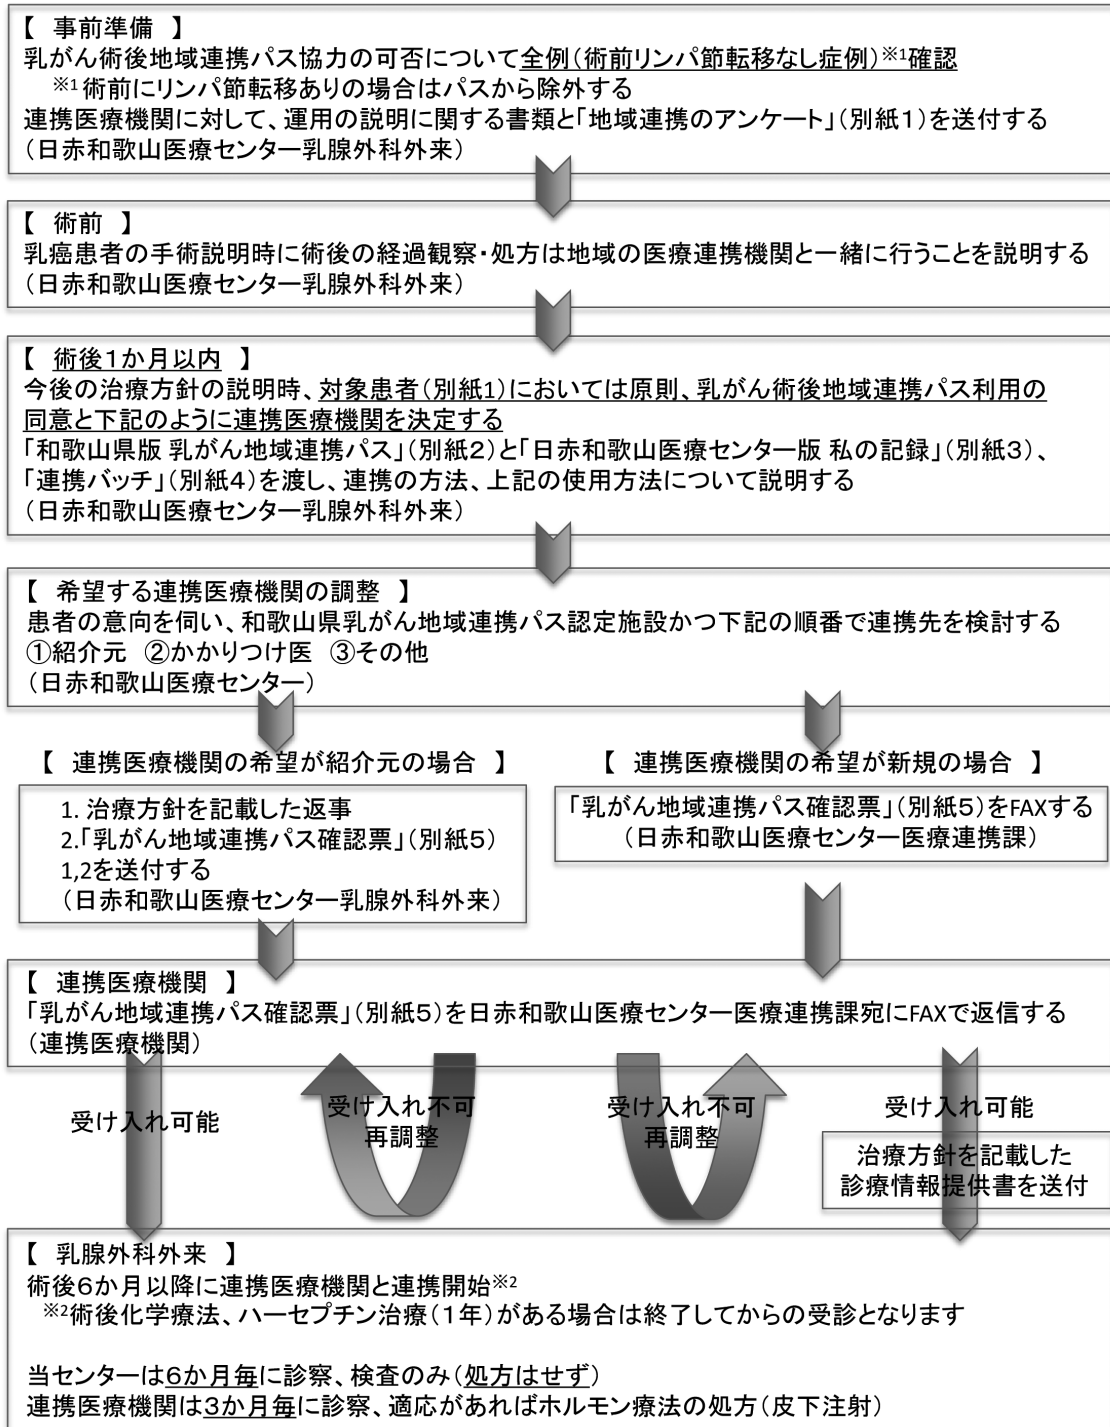 【 事前準備 】
乳がん術後地域連携パス協力の可否について全例(術前リンパ節転移なし症例)※1確認
※1 術前にリンパ節転移ありの場合はパスから除外する
連携医療機関に対して、運用の説明に関する書類と「地域連携のアンケート」(別紙1)を送付する
(日赤和歌山医療センター乳腺外科外来)
【 術前 】
乳癌患者の手術説明時に術後の経過観察・処方は地域の医療連携機関と一緒に行うことを説明する
(日赤和歌山医療センター乳腺外科外来)
【 術後1か月以内 】
今後の治療方針の説明時、対象患者(別紙1)においては原則、乳がん術後地域連携パス利用の
同意と下記のように連携医療機関を決定する
「和歌山県版 乳がん地域連携パス」(別紙2)と「日赤和歌山医療センター版 私の記録」(別紙3)、
「連携バッチ」(別紙4)を渡し、連携の方法、上記の使用方法について説明する
(日赤和歌山医療センター乳腺外科外来)
【 希望する連携医療機関の調整 】
患者の意向を伺い、和歌山県乳がん地域連携パス認定施設かつ下記の順番で連携先を検討する
①紹介元 ②かかりつけ医 ③その他
(日赤和歌山医療センター)
【 連携医療機関の希望が紹介元の場合 】
1. 治療方針を記載した返事
2.「乳がん地域連携パス確認票」(別紙5)
1,2を送付する
(日赤和歌山医療センター乳腺外科外来)
【 連携医療機関の希望が新規の場合 】
「乳がん地域連携パス確認票」(別紙5)をFAXする
(日赤和歌山医療センター医療連携課)
【 連携医療機関 】
「乳がん地域連携パス確認票」(別紙5)を日赤和歌山医療センター医療連携課宛にFAXで返信する
(連携医療機関)
受け入れ可能
受け入れ不可
再調整
受け入れ不可
再調整
受け入れ可能
治療方針を記載した
診療情報提供書を送付
【 乳腺外科外来 】
術後6か月以降に連携医療機関と連携開始※2
※2術後化学療法、ハーセプチン治療(1年)がある場合は終了してからの受診となります
当センターは6か月毎に診察、検査のみ(処方はせず)
連携医療機関は3か月毎に診察、適応があればホルモン療法の処方(皮下注射)